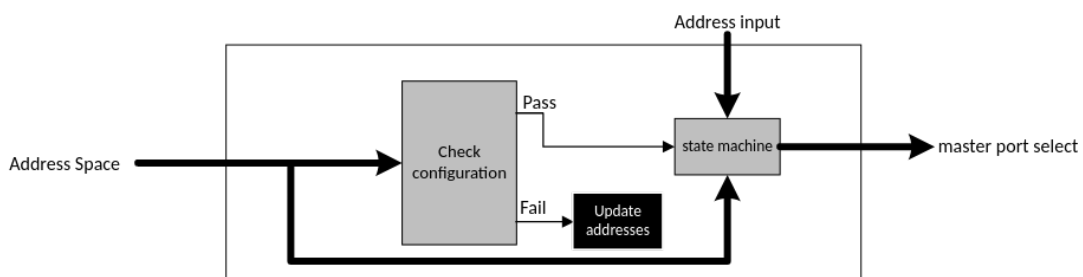 Address input
Pass
Address Space
Check
configuration
state machine
master port select
Fail
Update
addresses